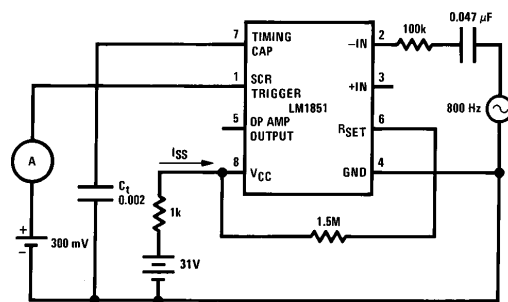 7
TIMING
CAP
1
SCR
TRIGGER
LM1851
5
OP AMP
OUTPUT
8
VCC
−IN
2
+IN
3
RSET
6
GND
4
100k
0.047 μF
800 Hz
A
+
−
300 mV
Ct
0.002
ISS
1k
31V
1.5M